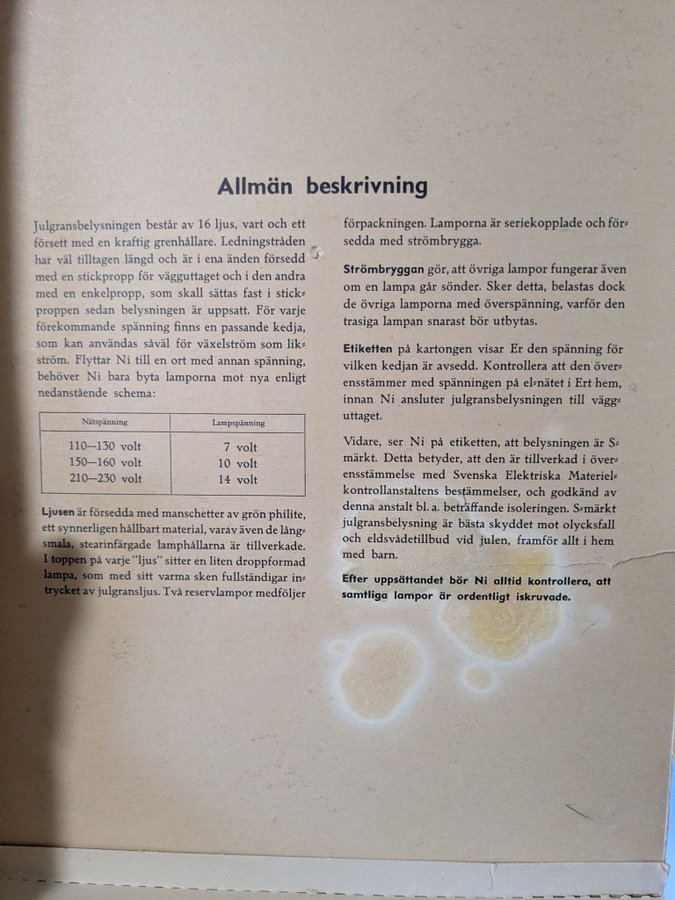 Allmän beskrivning
Julgransbelysningen består av 16 ljus, vart och ett
försett med en kraftig grenhållare. Ledningstråden
har väl tilltagen längd och är i ena änden försedd
med en stickpropp för vägguttaget och i den andra
med en enkelpropp, som skall sättas fast i stick-
proppen sedan belysningen är uppsatt. För varje
förekommande spänning finns en passande kedja,
som kan användas såväl för växelström som lik-
ström. Flyttar Ni till en ort med annan spänning,
behöver Ni bara byta lamporna mot nya enligt
nedanstående schema:
Nätspänning Lampspänning
110—130 volt 7 volt
150—160 volt 10 volt
210—230 volt 14 volt
Ljusen är försedda med manschetter av grön philite,
ett synnerligen hållbart material, varav även de lång-
smala, stearinfärgade lamphållarna är tillverkade.
I toppen på varje "ljus" sitter en liten droppformad
lampa, som med sitt varma sken fullständigar in-
trycket av julgransljus. Två reservlampor medföljer
förpackningen. Lamporna är seriekopplade och för-
sedda med strömbrygga.
Strömbryggan gör, att övriga lampor fungerar även
om en lampa går sönder. Sker detta, belastas dock
de övriga lamporna med överspänning, varför den
trasiga lampan snarast bör utbytas.
Etiketten på kartongen visar Er den spänning för
vilken kedjan är avsedd. Kontrollera att den över-
ensstämmer med spänningen på el-nätet i Ert hem,
innan Ni ansluter julgransbelysningen till vägg-
uttaget.
Vidare, ser Ni på etiketten, att belysningen är S-
märkt. Detta betyder, att den är tillverkad i över-
ensstämmelse med Svenska Elektriska Materiel-
kontrollanstaltens bestämmelser, och godkänd av
denna anstalt bl. a. beträffande isoleringen. S-märkt
julgransbelysning är bästa skyddet mot olycksfall
och eldsvådetillbud vid julen, framför allt i hem
med barn.
Efter uppsättandet bör Ni alltid kontrollera, att
samtliga lampor är ordentligt iskruvade.